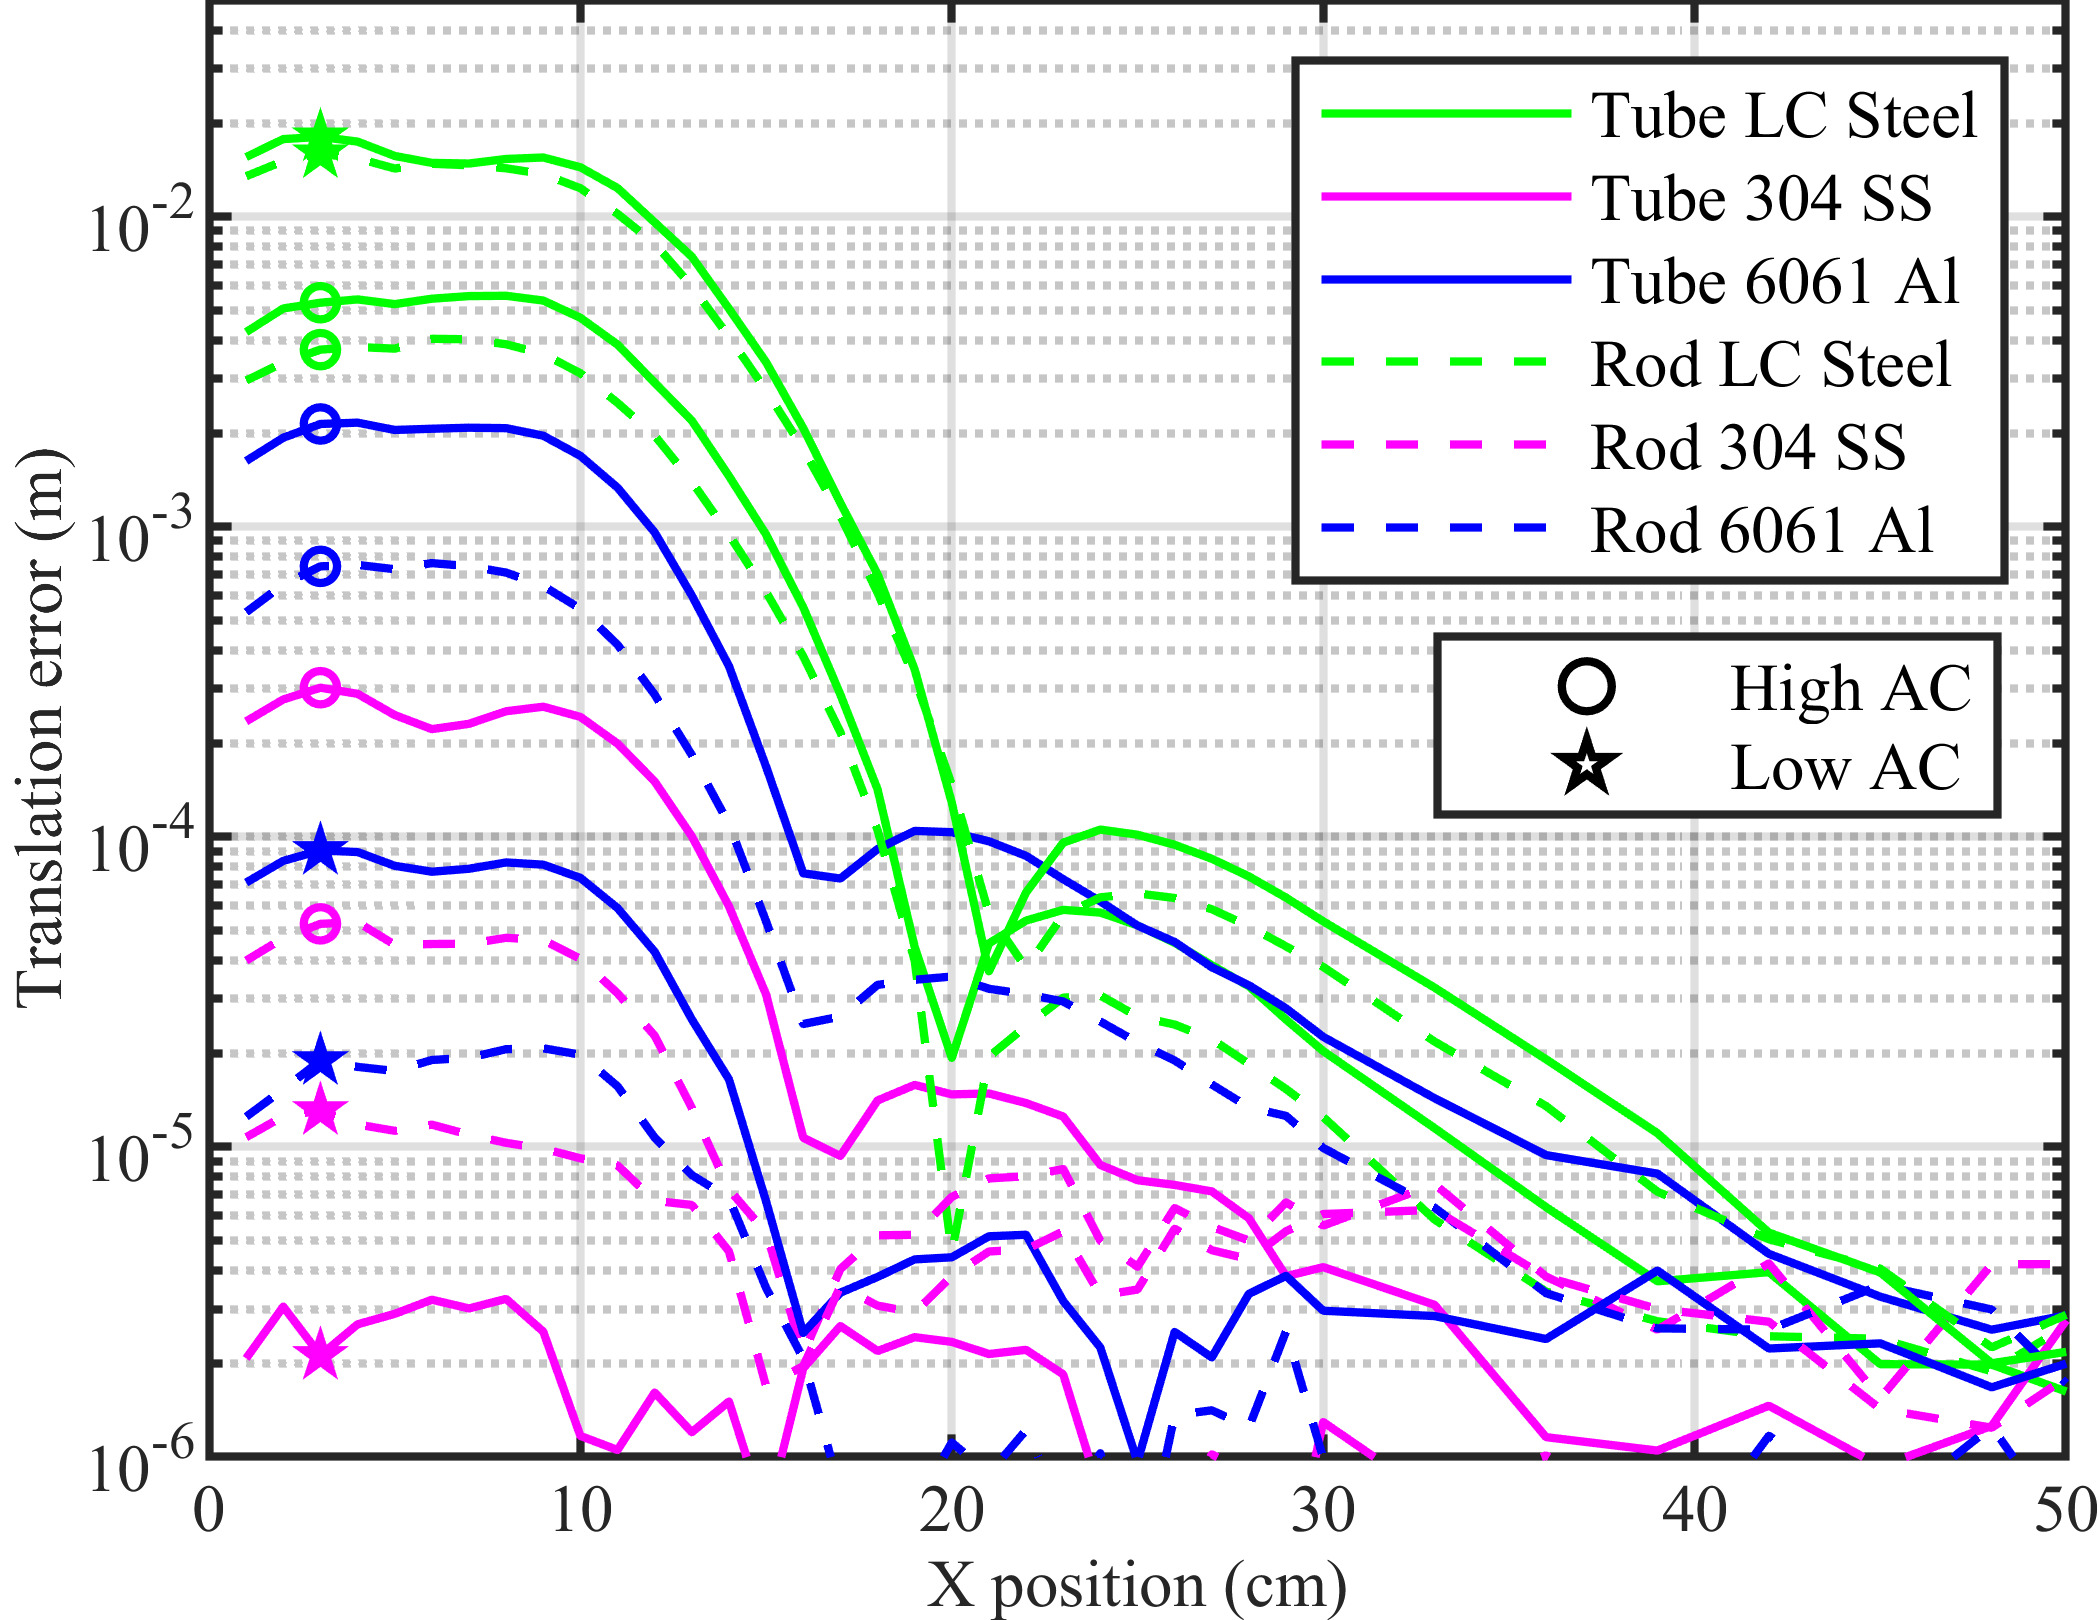 Translation error (m)
10-2
10-3
10-4
10-5
10-6
0 10 20 30 40 50
X position (cm)
Tube LC Steel
Tube 304 SS
Tube 6061 Al
Rod LC Steel
Rod 304 SS
Rod 6061 Al
High AC
Low AC